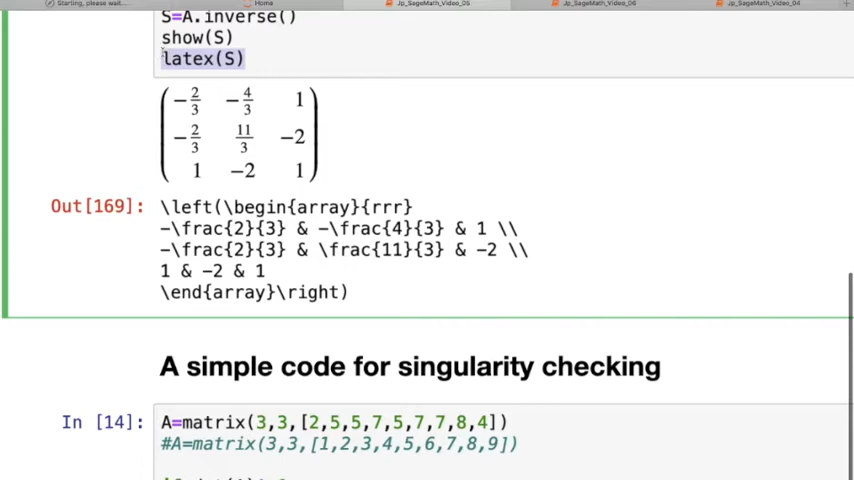 Starting, please wait...
Home
Jp_SageMath_Video_05
Jp_SageMath_Video_06
Jp_SageMath_Video_04
S=A.inverse()
show(S)
latex(S)
-2/3 -4/3 1
-2/3 11/3 -2
1 -2 1
Out[169]: \left(\begin{array}{rrr}
-\frac{2}{3} & -\frac{4}{3} & 1 \\
-\frac{2}{3} & \frac{11}{3} & -2 \\
1 & -2 & 1
\end{array}\right)
A simple code for singularity checking
In [14]: A=matrix(3,3,[2,5,5,7,5,7,7,8,4])
#A=matrix(3,3,[1,2,3,4,5,6,7,8,9])